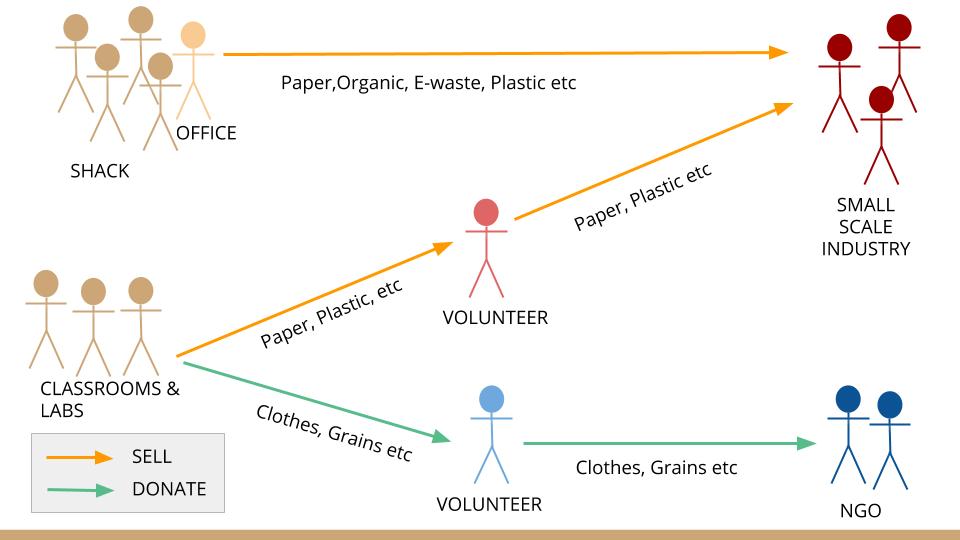 Paper,Organic, E-waste, Plastic etc
OFFICE
SHACK
Paper, Plastic etc
SMALL
SCALE
INDUSTRY
VOLUNTEER
Paper, Plastic, etc
CLASSROOMS &
LABS
Clothes, Grains etc
SELL
DONATE
VOLUNTEER
Clothes, Grains etc
NGO